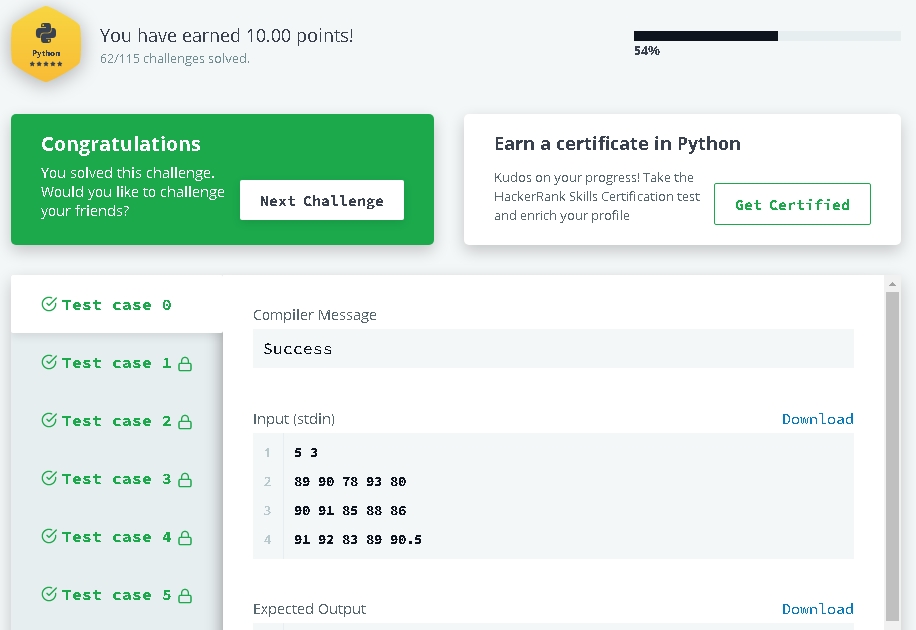 Python
★★★★★
You have earned 10.00 points!
62/115 challenges solved.
54%
Congratulations
You solved this challenge.
Would you like to challenge
your friends?
Next Challenge
Earn a certificate in Python
Kudos on your progress! Take the
HackerRank Skills Certification test
and enrich your profile
Get Certified
Test case 0
Test case 1
Test case 2
Test case 3
Test case 4
Test case 5
Compiler Message
Success
Input (stdin)
Download
1 5 3
2 89 90 78 93 80
3 90 91 85 88 86
4 91 92 83 89 90.5
Expected Output
Download